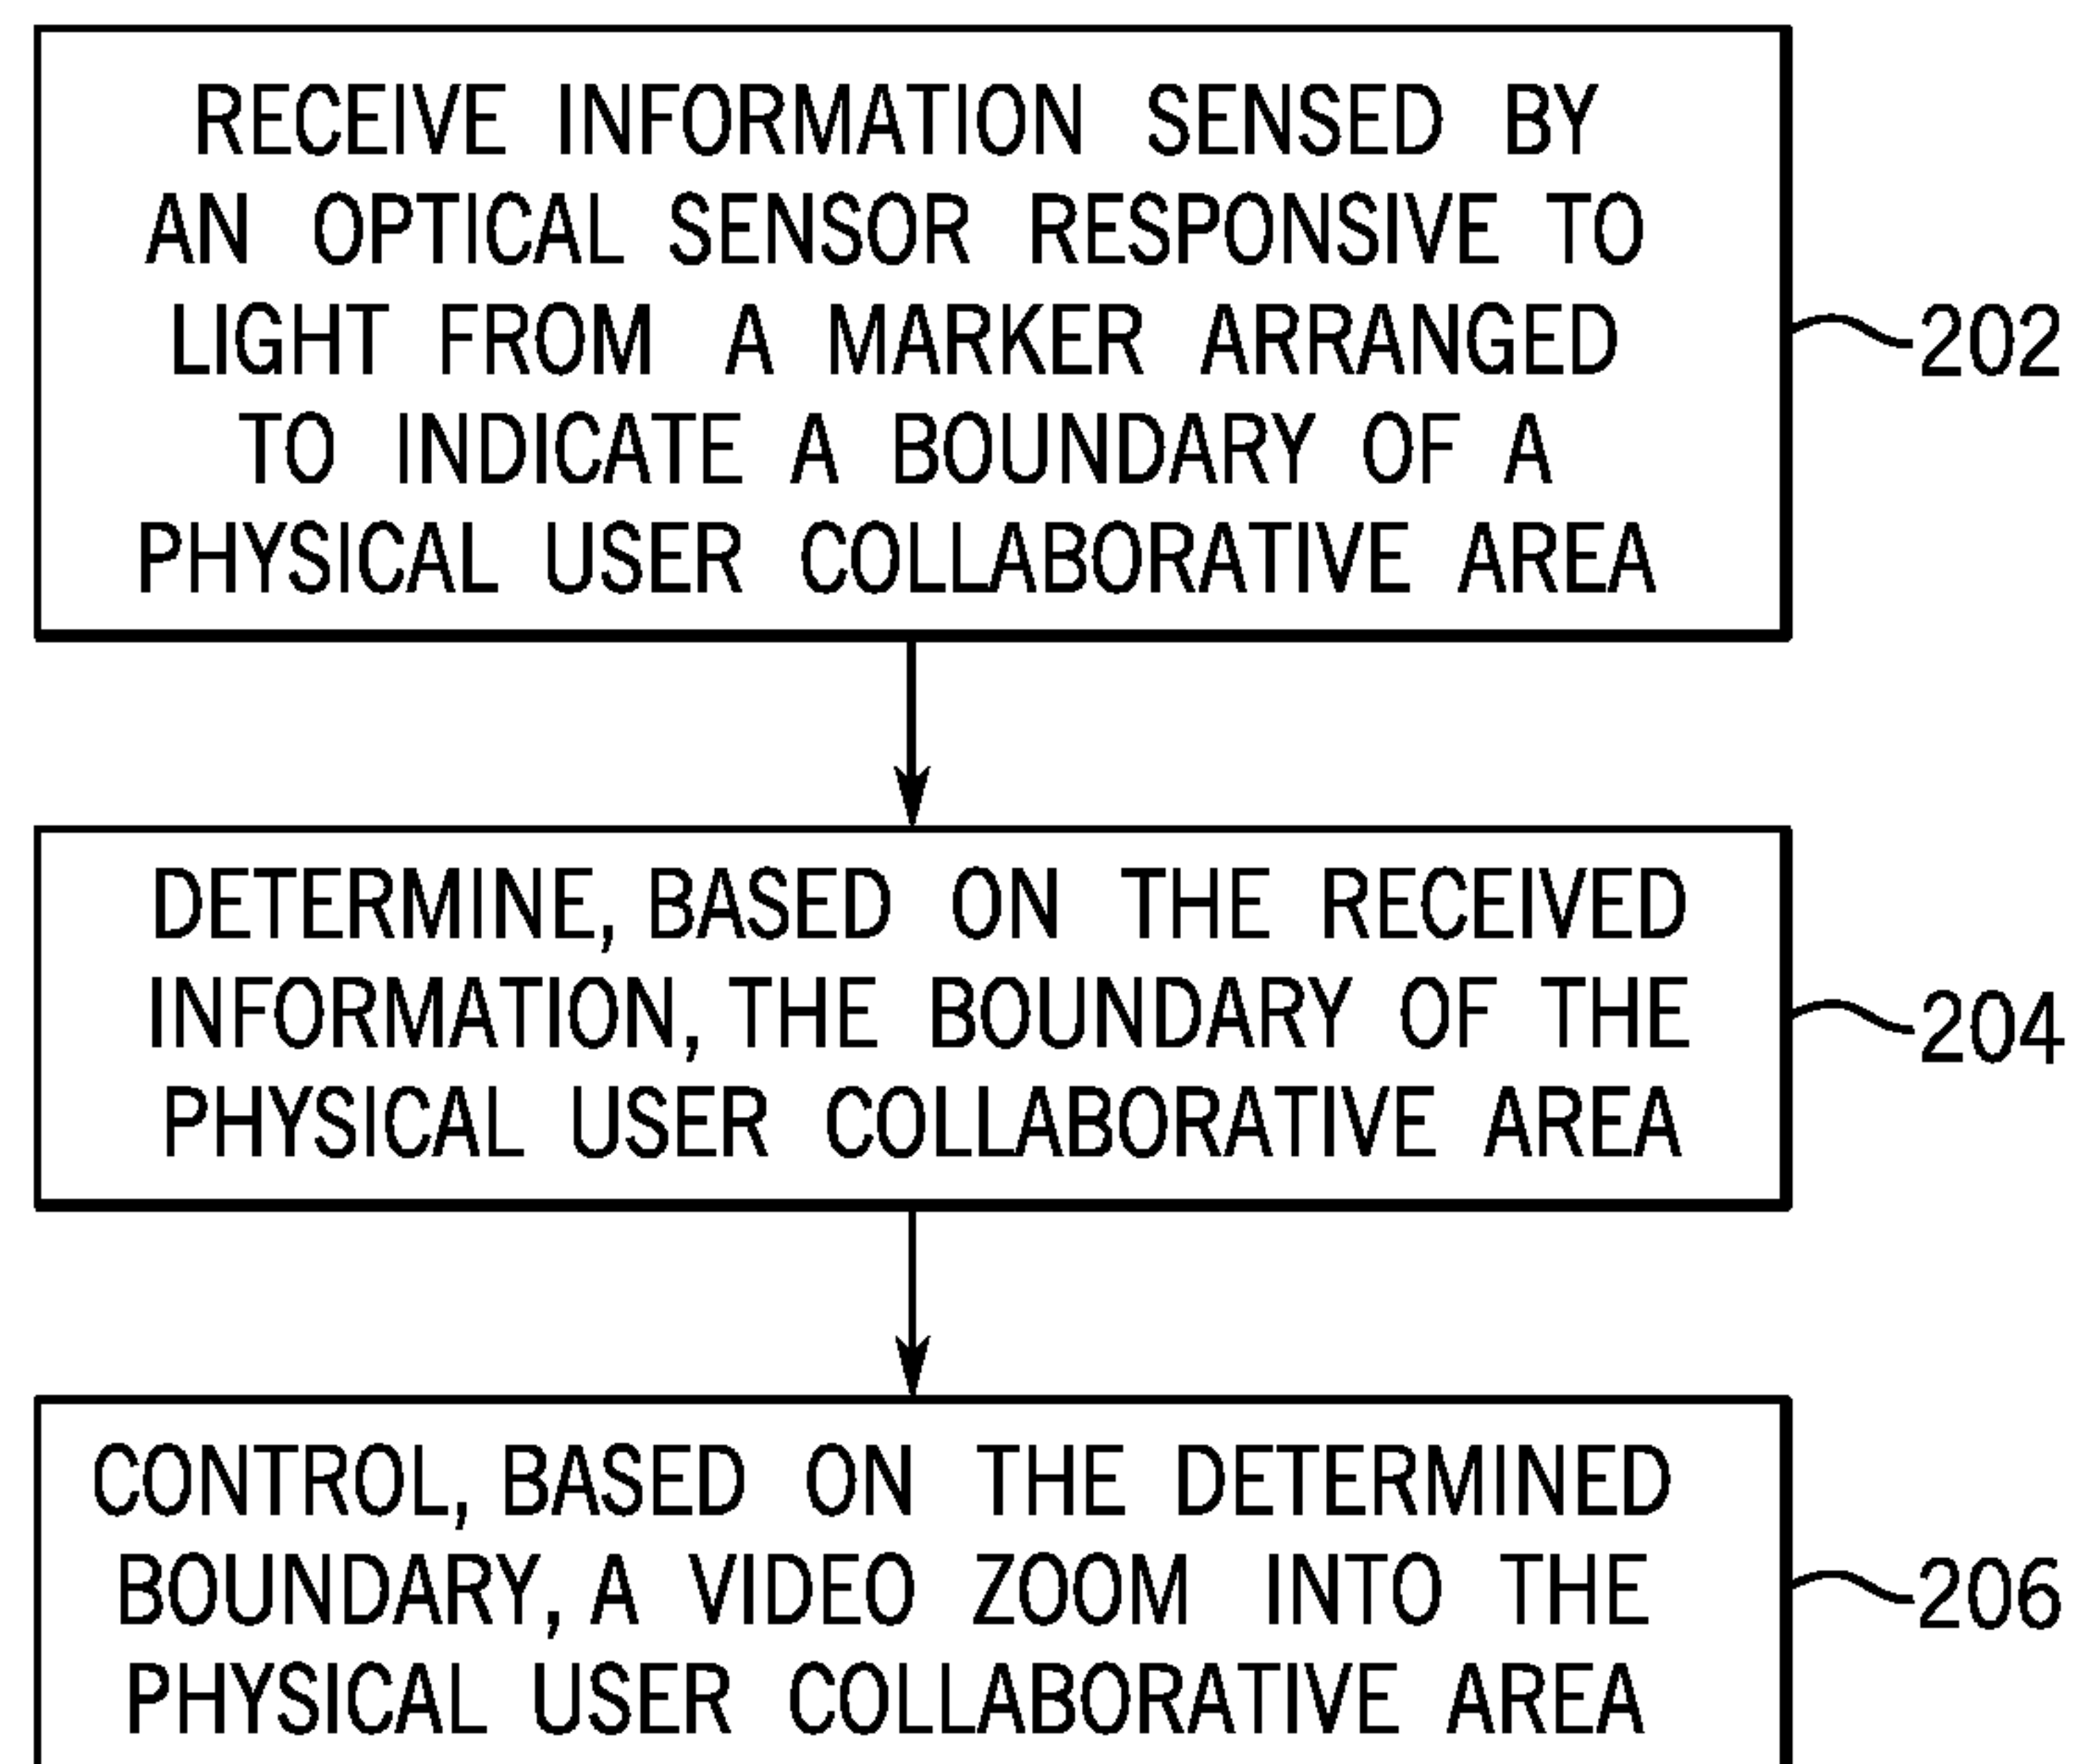 RECEIVE INFORMATION SENSED BY
AN OPTICAL SENSOR RESPONSIVE TO
LIGHT FROM A MARKER ARRANGED
TO INDICATE A BOUNDARY OF A
PHYSICAL USER COLLABORATIVE AREA
202
DETERMINE, BASED ON THE RECEIVED
INFORMATION, THE BOUNDARY OF THE
PHYSICAL USER COLLABORATIVE AREA
204
CONTROL, BASED ON THE DETERMINED
BOUNDARY, A VIDEO ZOOM INTO THE
PHYSICAL USER COLLABORATIVE AREA
206